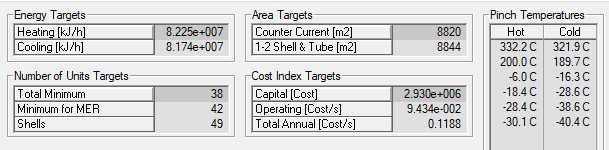 Energy Targets
Heating [kJ/h] 8.225e+007
Cooling [kJ/h] 8.174e+007
Area Targets
Counter Current [m2] 8820
1-2 Shell & Tube [m2] 8844
Number of Units Targets
Total Minimum 38
Minimum for MER 42
Shells 49
Cost Index Targets
Capital [Cost] 2.930e+006
Operating [Cost/s] 9.434e-002
Total Annual [Cost/s] 0.1188
Pinch Temperatures
Hot Cold
332.2 C 321.9 C
200.0 C 189.7 C
-6.0 C -16.3 C
-18.4 C -28.6 C
-28.4 C -38.6 C
-30.1 C -40.4 C